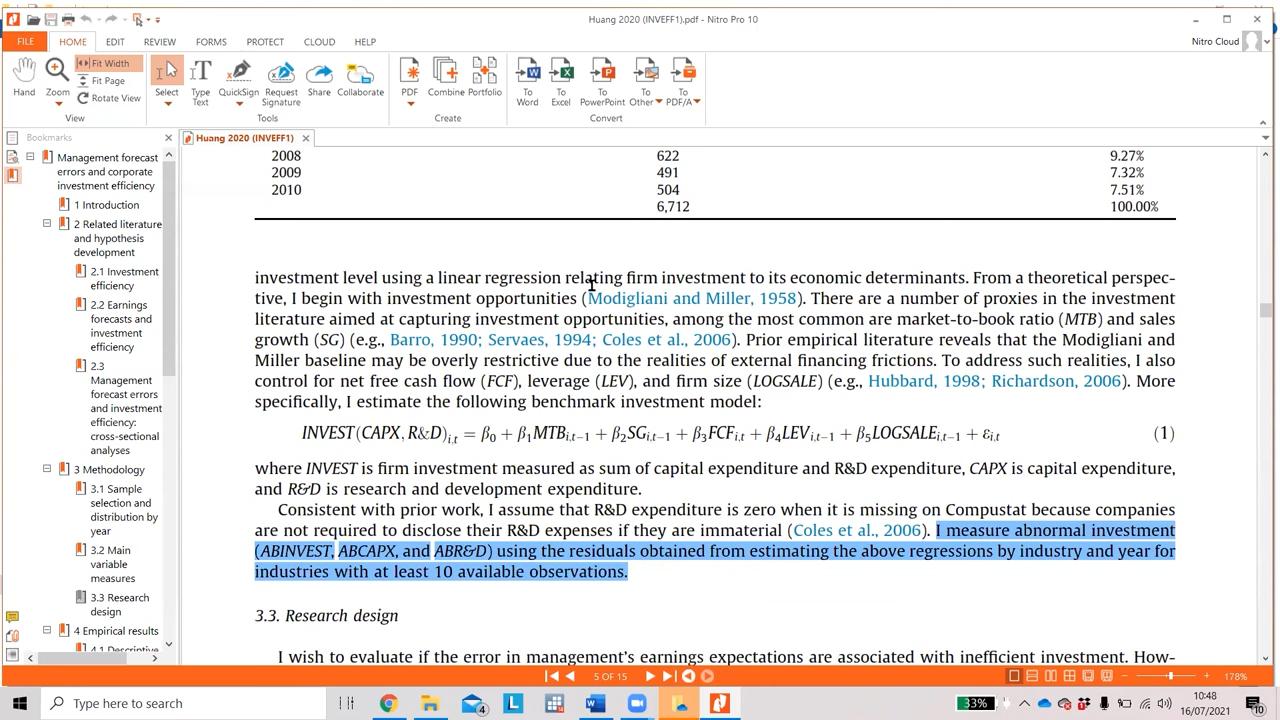 Huang 2020 (INVEFF1).pdf - Nitro Pro 10
FILE HOME EDIT REVIEW FORMS PROTECT CLOUD HELP
Nitro Cloud
Hand
Zoom
Fit Width
Fit Page
Rotate View
View
Select
Type Text
QuickSign
Request Signature
Share
Collaborate
Tools
PDF
Combine
Portfolio
Create
To Word
To Excel
To PowerPoint
To Other
To PDF/A
Convert
Bookmarks
Management forecast
errors and corporate
investment efficiency
1 Introduction
2 Related literature
and hypothesis
development
2.1 Investment
efficiency
2.2 Earnings
forecasts and
investment
efficiency
2.3
Management
forecast errors
and investment
efficiency:
cross-sectional
analyses
3 Methodology
3.1 Sample
selection and
distribution by
year
3.2 Main
variable
measures
3.3 Research
design
4 Empirical results
4.1 Descriptive
Huang 2020 (INVEFF1)
2008 622 9.27%
2009 491 7.32%
2010 504 7.51%
6,712 100.00%
investment level using a linear regression relating firm investment to its economic determinants. From a theoretical perspec-
tive, I begin with investment opportunities (Modigliani and Miller, 1958). There are a number of proxies in the investment
literature aimed at capturing investment opportunities, among the most common are market-to-book ratio (MTB) and sales
growth (SG) (e.g., Barro, 1990; Servaes, 1994; Coles et al., 2006). Prior empirical literature reveals that the Modigliani and
Miller baseline may be overly restrictive due to the realities of external financing frictions. To address such realities, I also
control for net free cash flow (FCF), leverage (LEV), and firm size (LOGSALE) (e.g., Hubbard, 1998; Richardson, 2006). More
specifically, I estimate the following benchmark investment model:
INVEST(CAPX, R&D)i,t = β0 + β1MTBi,t−1 + β2SGi,t−1 + β3FCFi,t + β4LEVi,t−1 + β5LOGSALEi,t−1 + εi,t (1)
where INVEST is firm investment measured as sum of capital expenditure and R&D expenditure, CAPX is capital expenditure,
and R&D is research and development expenditure.
Consistent with prior work, I assume that R&D expenditure is zero when it is missing on Compustat because companies
are not required to disclose their R&D expenses if they are immaterial (Coles et al., 2006). I measure abnormal investment
(ABINVEST, ABCAPX, and ABR&D) using the residuals obtained from estimating the above regressions by industry and year for
industries with at least 10 available observations.
3.3. Research design
I wish to evaluate if the error in management's earnings expectations are associated with inefficient investment. How-
5 OF 15
178%
Type here to search
4
L
W
33%
10:48
16/07/2021
10